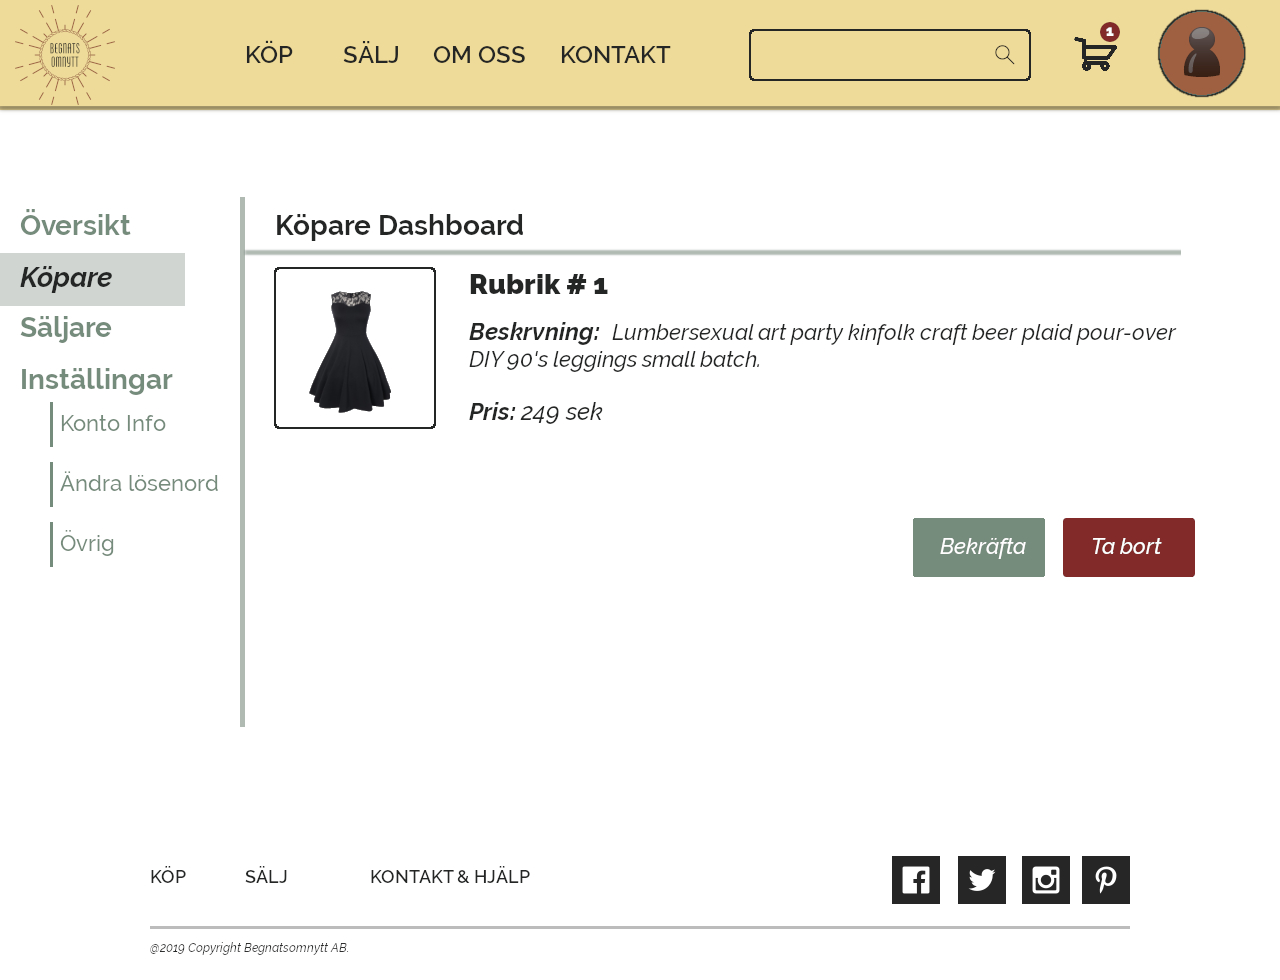 BEGNATS
OMNYTT
KÖP
SÄLJ
OM OSS
KONTAKT
1
Översikt
Köpare
Säljare
Inställingar
Konto Info
Ändra lösenord
Övrig
Köpare Dashboard
Rubrik # 1
Beskrvning: Lumbersexual art party kinfolk craft beer plaid pour-over
DIY 90's leggings small batch.
Pris: 249 sek
Bekräfta
Ta bort
KÖP
SÄLJ
KONTAKT & HJÄLP
@2019 Copyright Begnatsomnytt AB.